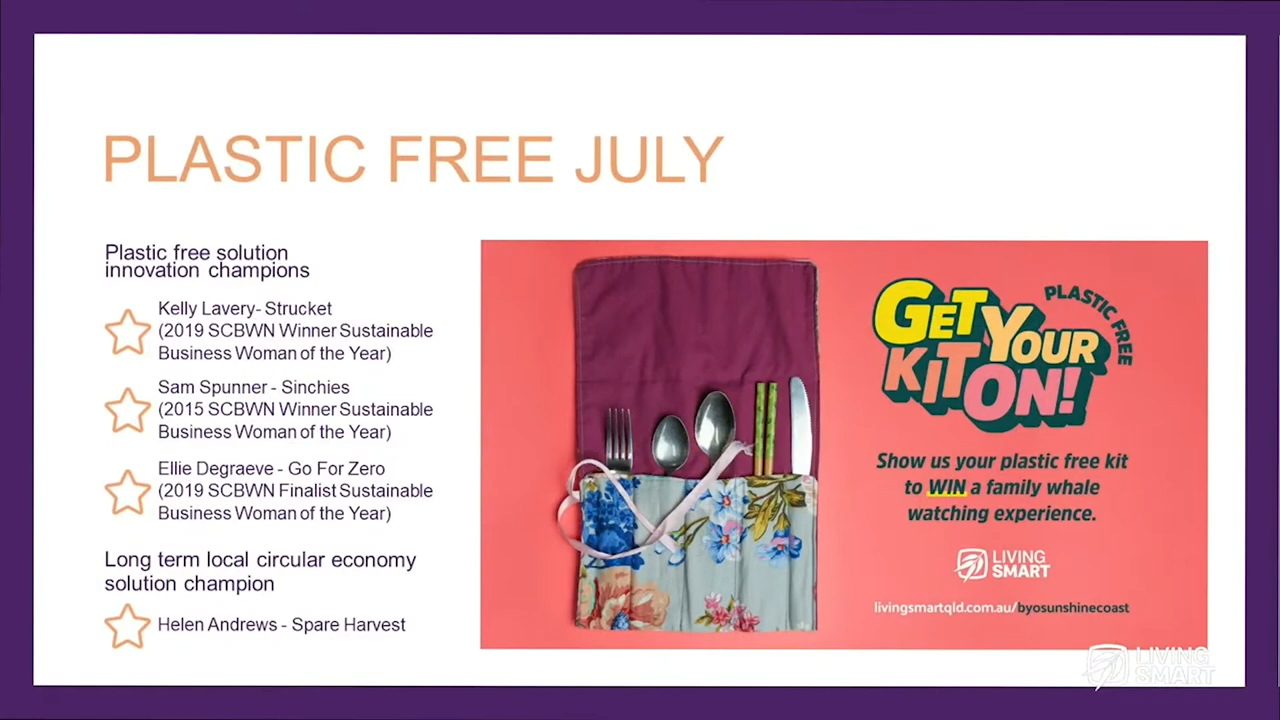 PLASTIC FREE JULY
Plastic free solution
innovation champions
Kelly Lavery- Strucket
(2019 SCBWN Winner Sustainable
Business Woman of the Year)
Sam Spunner - Sinchies
(2015 SCBWN Winner Sustainable
Business Woman of the Year)
Ellie Degraeve - Go For Zero
(2019 SCBWN Finalist Sustainable
Business Woman of the Year)
Long term local circular economy
solution champion
Helen Andrews - Spare Harvest
GET YOUR
KIT ON!
PLASTIC FREE
Show us your plastic free kit
to WIN a family whale
watching experience.
LIVING
SMART
livingsmartqld.com.au/byosunshinecoast
LIVING
SMART